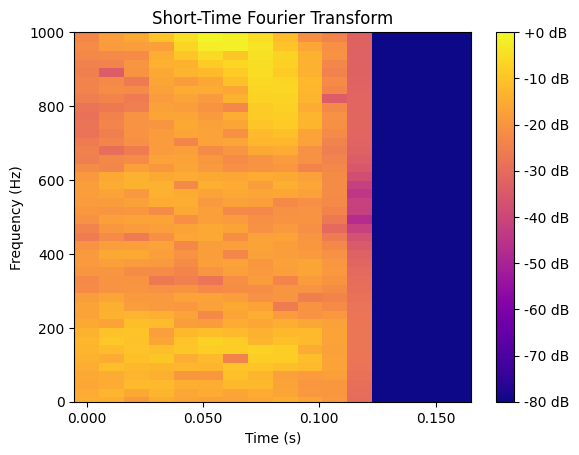 Short-Time Fourier Transform
Frequency (Hz)
1000
800
600
400
200
0
0.000
0.050
0.100
0.150
Time (s)
+0 dB
-10 dB
-20 dB
-30 dB
-40 dB
-50 dB
-60 dB
-70 dB
-80 dB